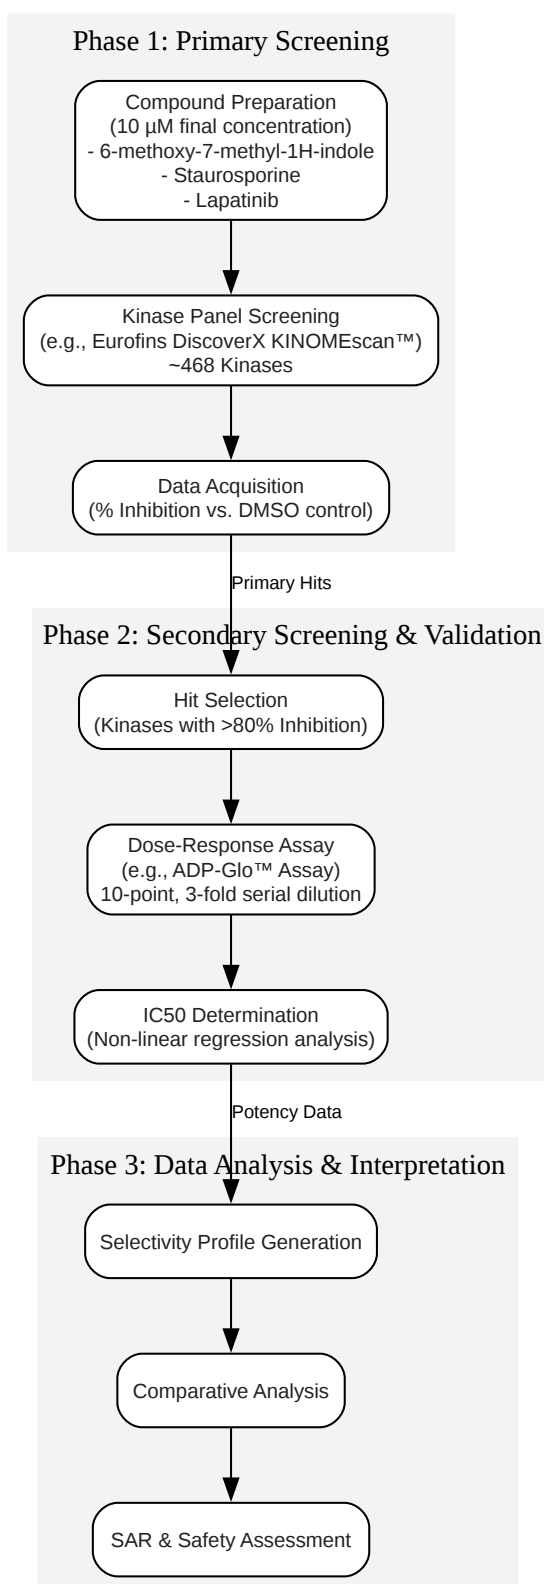 Phase 1: Primary Screening
Compound Preparation
(10 µM final concentration)
- 6-methoxy-7-methyl-1H-indole
- Staurosporine
- Lapatinib
Kinase Panel Screening
(e.g., Eurofins DiscoverX KINOMEscan™)
~468 Kinases
Data Acquisition
(% Inhibition vs. DMSO control)
Primary Hits
Phase 2: Secondary Screening & Validation
Hit Selection
(Kinases with >80% Inhibition)
Dose-Response Assay
(e.g., ADP-Glo™ Assay)
10-point, 3-fold serial dilution
IC50 Determination
(Non-linear regression analysis)
Potency Data
Phase 3: Data Analysis & Interpretation
Selectivity Profile Generation
Comparative Analysis
SAR & Safety Assessment